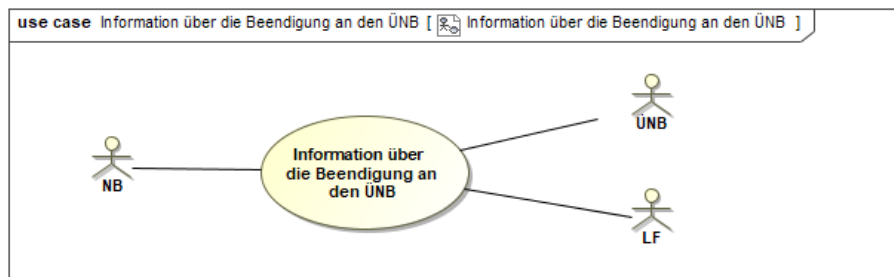 use case Information über die Beendigung an den ÜNB [ Information über die Beendigung an den ÜNB ]
ÜNB
Information über
die Beendigung an
den ÜNB
NB
LF